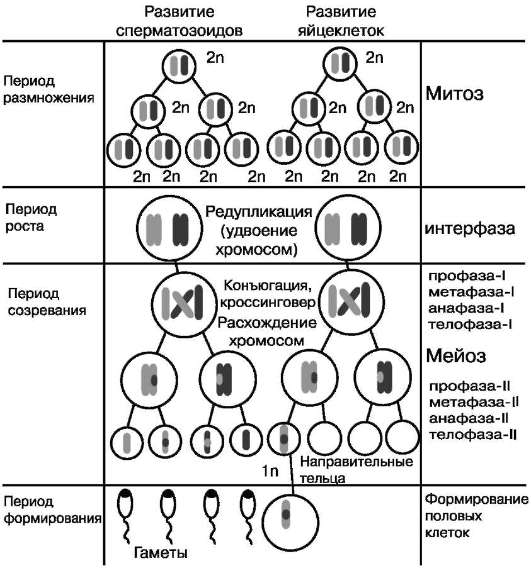 Развитие
сперматозоидов
Развитие
яйцеклеток
Период
размножения
2n
2n
2n 2n
2n 2n
2n 2n 2n 2n
2n 2n 2n 2n
Митоз
Период
роста
Редупликация
(удвоение
хромосом)
интерфаза
Период
созревания
Конъюгация,
кроссинговер
Расхождение
хромосом
профаза-I
метафаза-I
анафаза-I
телофаза-I
Мейоз
профаза-II
метафаза-II
анафаза-II
телофаза-II
1n
Направительные
тельца
Период
формирования
Гаметы
Формирование
половых
клеток